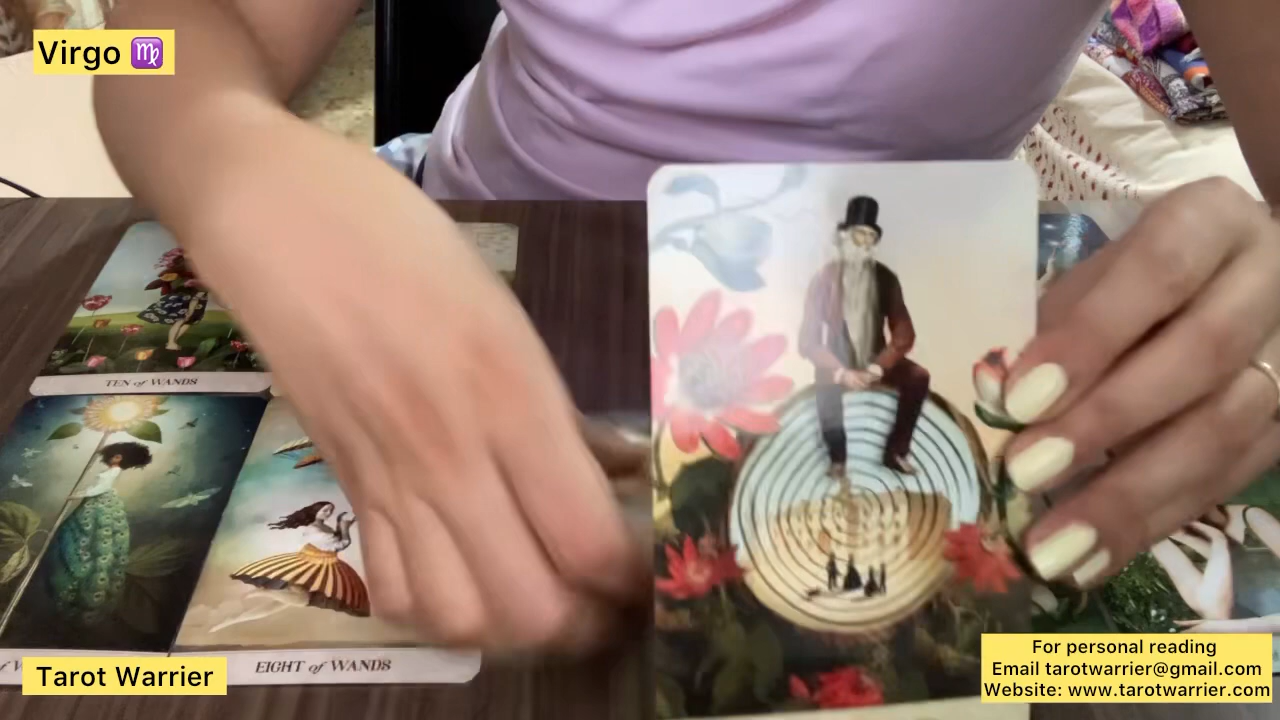 Virgo ♍
TEN of WANDS
EIGHT of WANDS
Tarot Warrier
For personal reading
Email tarotwarrier@gmail.com
Website: www.tarotwarrier.com